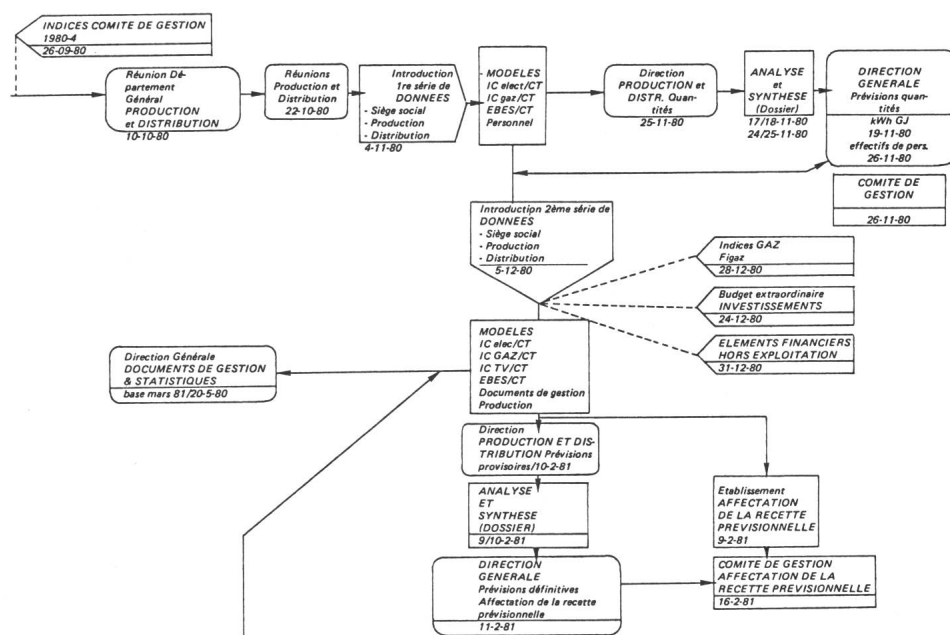 INDICES COMITE DE GESTION
1980-4
26-09-80
Réunion Dé-
partement
Général
PRODUCTION
et DISTRIBUTION
10-10-80
Réunions
Production et
Distribution
22-10-80
Introduction
1re série de
DONNEES
- Siège social
- Production
- Distribution
4-11-80
- MODELES
IC elect/CT
IC gaz/CT
EBES/CT
Personnel
Direction
PRODUCTION et
DISTR. Quan-
tités
25-11-80
ANALYSE
et
SYNTHESE
(Dossier)
17/18-11-80
24/25-11-80
DIRECTION
GENERALE
Prévisions quan-
tités
kWh GJ
19-11-80
effectifs de pers.
26-11-80
COMITE DE
GESTION
26-11-80
Introduction 2ème série de
DONNEES
- Siège social
- Production
- Distribution
5-12-80
Indices GAZ
Figaz
28-12-80
Budget extraordinaire
INVESTISSEMENTS
24-12-80
ELEMENTS FINANCIERS
HORS EXPLOITATION
31-12-80
MODELES
IC elec/CT
IC GAZ/CT
IC TV/CT
EBES/CT
Documents de gestion
Production
Direction Générale
DOCUMENTS DE GESTION
& STATISTIQUES
base mars 81/20-5-80
Direction
PRODUCTION ET DIS-
TRIBUTION Prévisions
provisoires/10-2-81
ANALYSE
ET
SYNTHESE
(DOSSIER)
9/10-2-81
Etablissement
AFFECTATION
DE LA RECETTE
PREVISIONNELLE
9-2-81
DIRECTION
GENERALE
Prévisions définitives
Affectation de la recette
prévisionnelle
11-2-81
COMITE DE GESTION
AFFECTATION DE LA
RECETTE PREVISIONNELLE
16-2-81